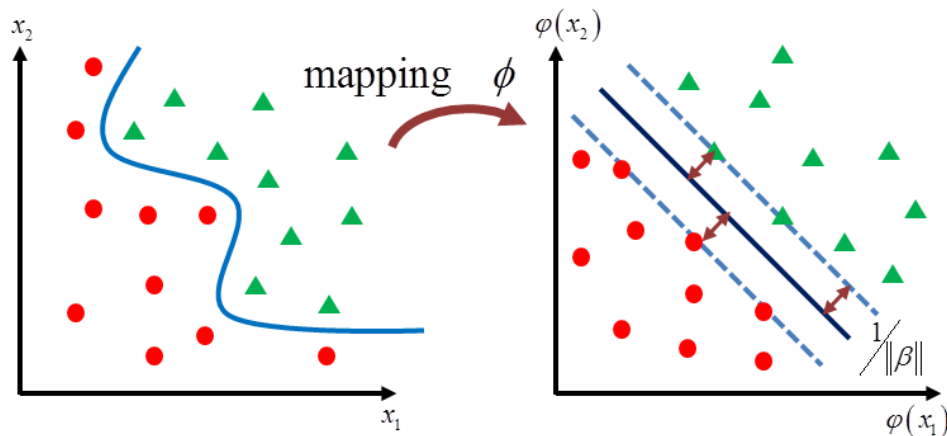 x₂
mapping ϕ
φ(x₂)
x₁
1/‖β‖
φ(x₁)